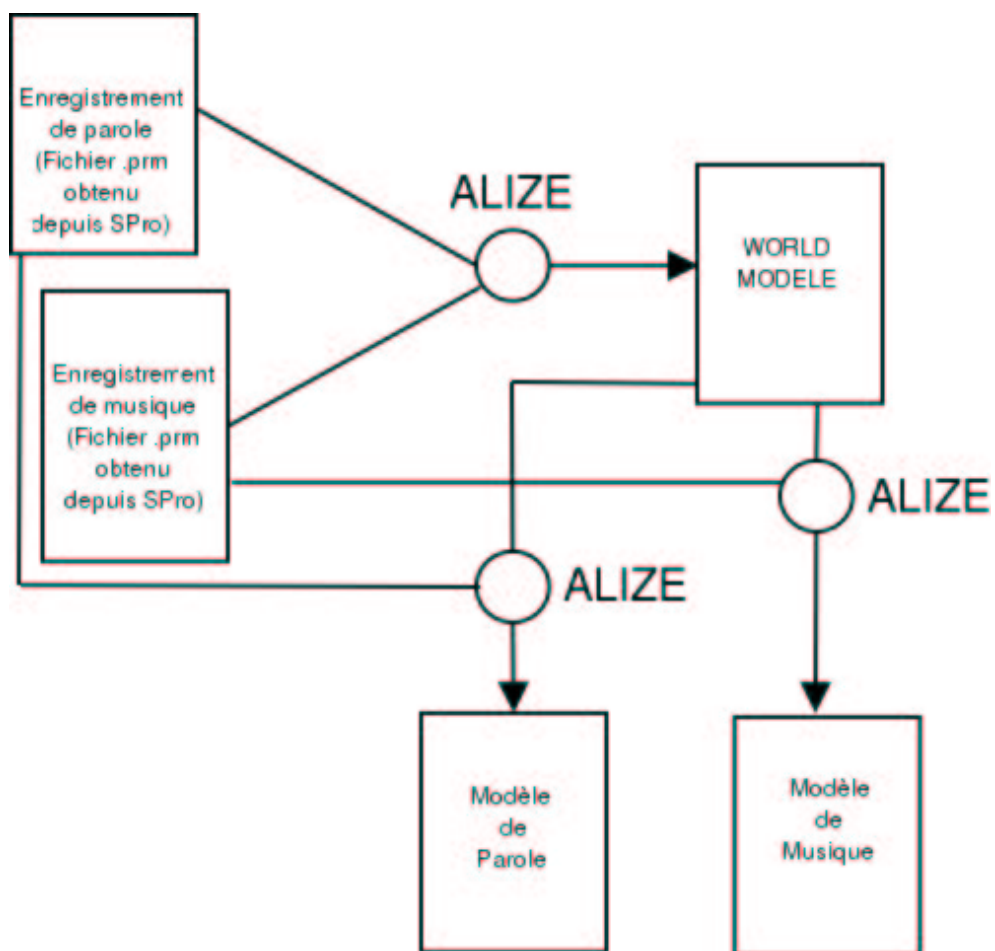 Enregistrement
de parole
(Fichier .prm
obtenu
depuis SPro)
ALIZE
WORLD
MODELE
Enregistrement
de musique
(Fichier .prm
obtenu
depuis SPro)
ALIZE
ALIZE
Modèle
de
Parole
Modèle
de
Musique